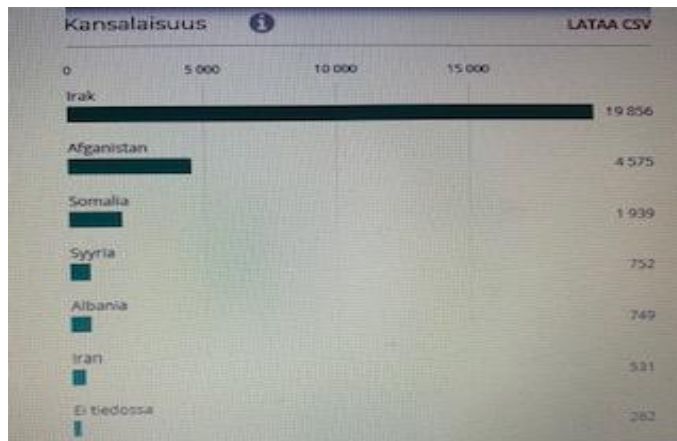 Kansalaisuus
LATAA CSV
0 5 000 10 000 15 000
Irak
19 856
Afganistan
4 575
Somalia
1 939
Syyria
752
Albania
749
Iran
531
Ei tiedossa
282